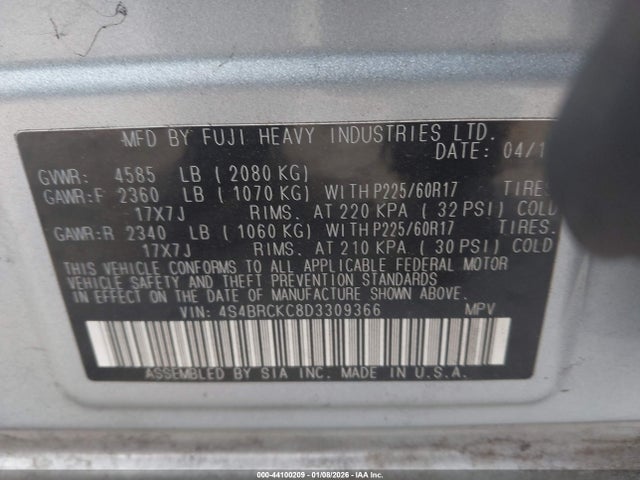 MFD BY FUJI HEAVY INDUSTRIES LTD.
DATE: 04/1
GVWR: 4585 LB ( 2080 KG)
GAWR:F 2360 LB ( 1070 KG) WITH P225/60R17 TIRES
17X7J RIMS. AT 220 KPA ( 32 PSI) COLD
GAWR:R 2340 LB ( 1060 KG) WITH P225/60R17 TIRES.
17X7J RIMS. AT 210 KPA ( 30 PSI) COLD
THIS VEHICLE CONFORMS TO ALL APPLICABLE FEDERAL MOTOR
VEHICLE SAFETY AND THEFT PREVENTION STANDARDS
IN EFFECT ON THE DATE OF MANUFACTURE SHOWN ABOVE.
VIN: 4S4BRCKC8D3309366 MPV
ASSEMBLED BY SIA INC. MADE IN U.S.A.
000-44100209 - 01/08/2026 - IAA Inc.